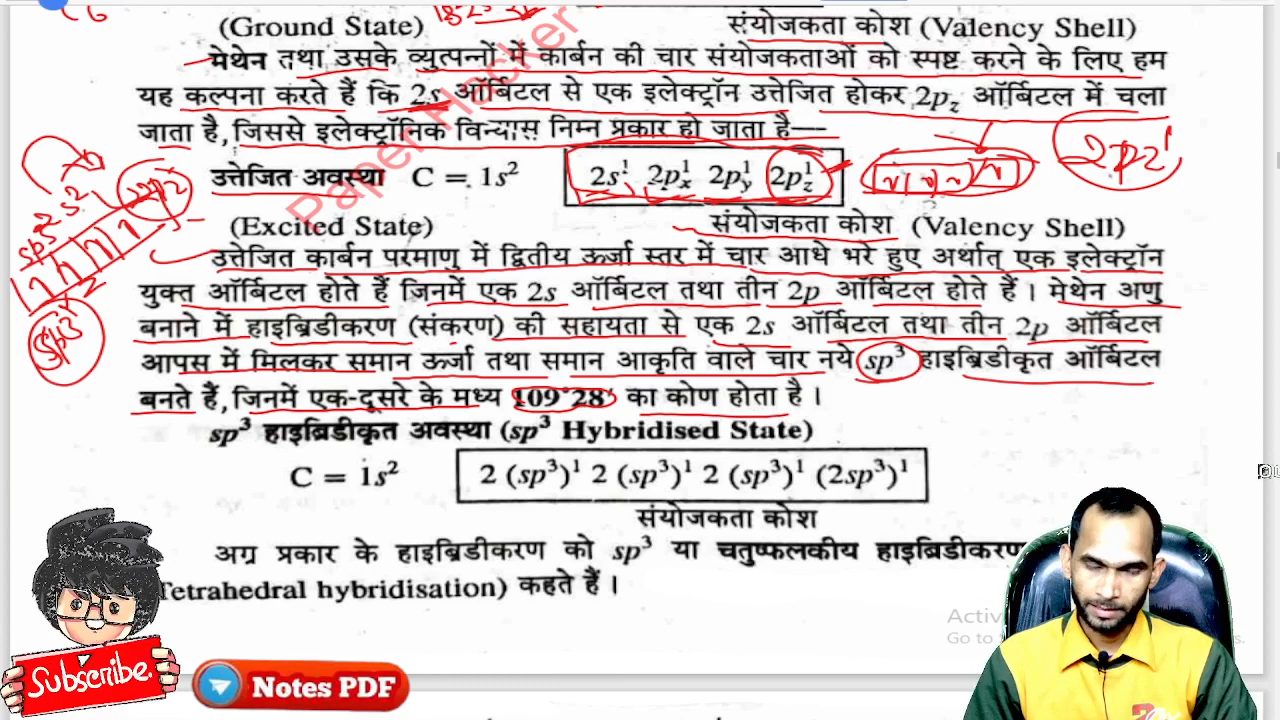 (Ground State) संयोजकता कोश (Valency Shell)
मेथेन तथा उसके व्युत्पन्नों में कार्बन की चार संयोजकताओं को स्पष्ट करने के लिए हम
यह कल्पना करते हैं कि 2s ऑर्बिटल से एक इलेक्ट्रॉन उत्तेजित होकर 2pz ऑर्बिटल में चला
जाता है, जिससे इलेक्ट्रॉनिक विन्यास निम्न प्रकार हो जाता है—
2pz¹
उत्तेजित अवस्था C = 1s² 2s¹ 2px¹ 2py¹ 2pz¹
(Excited State) संयोजकता कोश (Valency Shell)
उत्तेजित कार्बन परमाणु में द्वितीय ऊर्जा स्तर में चार आधे भरे हुए अर्थात् एक इलेक्ट्रॉन
युक्त ऑर्बिटल होते हैं जिनमें एक 2s ऑर्बिटल तथा तीन 2p ऑर्बिटल होते हैं। मेथेन अणु
बनाने में हाइब्रिडीकरण (संकरण) की सहायता से एक 2s ऑर्बिटल तथा तीन 2p ऑर्बिटल
आपस में मिलकर समान ऊर्जा तथा समान आकृति वाले चार नये sp³ हाइब्रिडीकृत ऑर्बिटल
बनते हैं, जिनमें एक-दूसरे के मध्य 109°28′ का कोण होता है।
sp3
sp³ हाइब्रिडीकृत अवस्था (sp³ Hybridised State)
C = 1s² 2 (sp³)¹ 2 (sp³)¹ 2 (sp³)¹ (2sp³)¹
संयोजकता कोश
अग्र प्रकार के हाइब्रिडीकरण को sp³ या चतुष्फलकीय हाइब्रिडीकरण
Tetrahedral hybridisation) कहते हैं।
Paper Hacker
Subscribe
Notes PDF